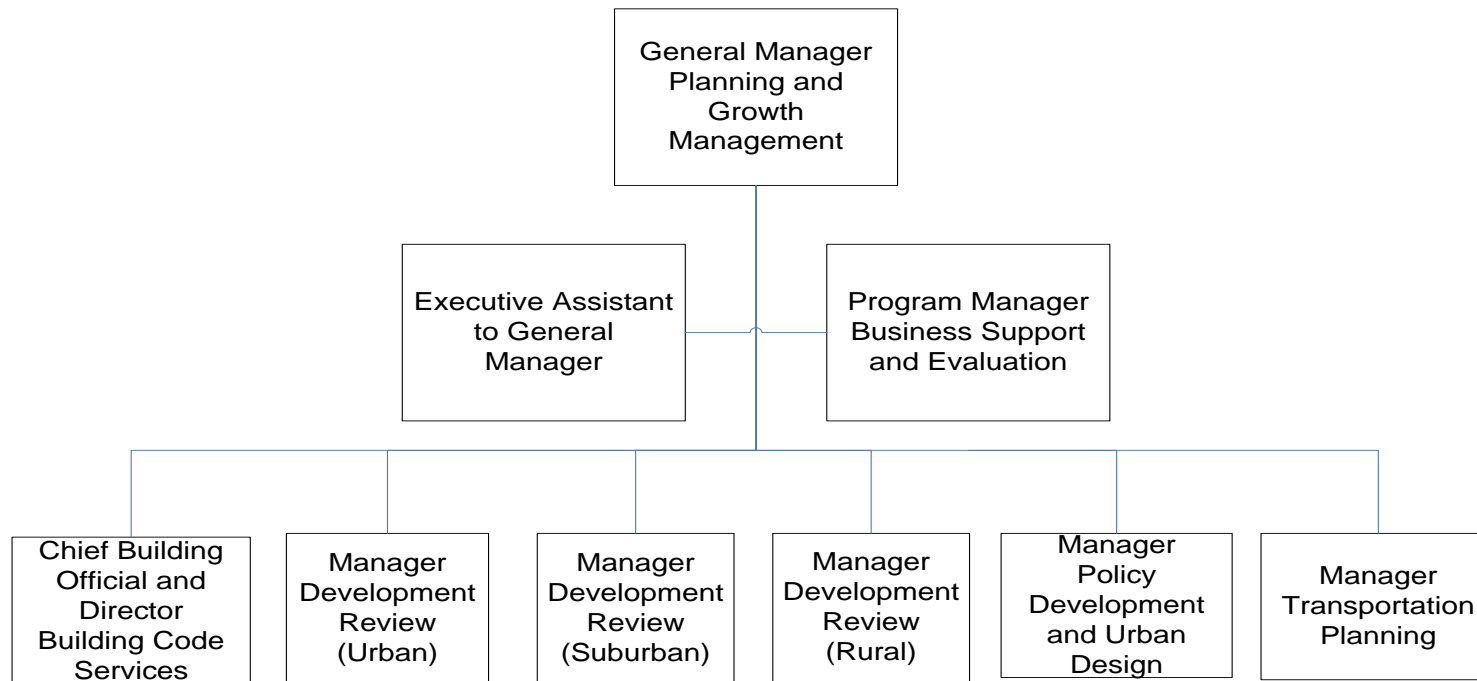 General Manager
Planning and
Growth
Management
Executive Assistant
to General
Manager
Program Manager
Business Support
and Evaluation
Chief Building
Official and
Director
Building Code
Services
Manager
Development
Review
(Urban)
Manager
Development
Review
(Suburban)
Manager
Development
Review
(Rural)
Manager
Policy
Development
and Urban
Design
Manager
Transportation
Planning